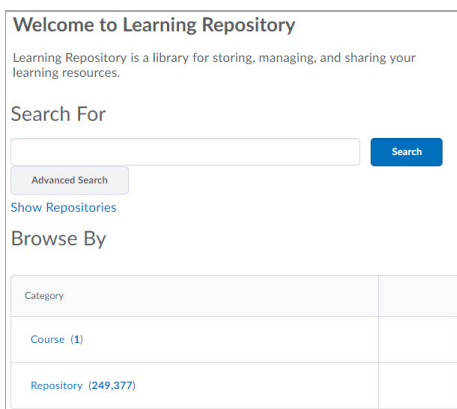 Welcome to Learning Repository
Learning Repository is a library for storing, managing, and sharing your
learning resources.
Search For
Search
Advanced Search
Show Repositories
Browse By
Category
Course (1)
Repository (249,377)